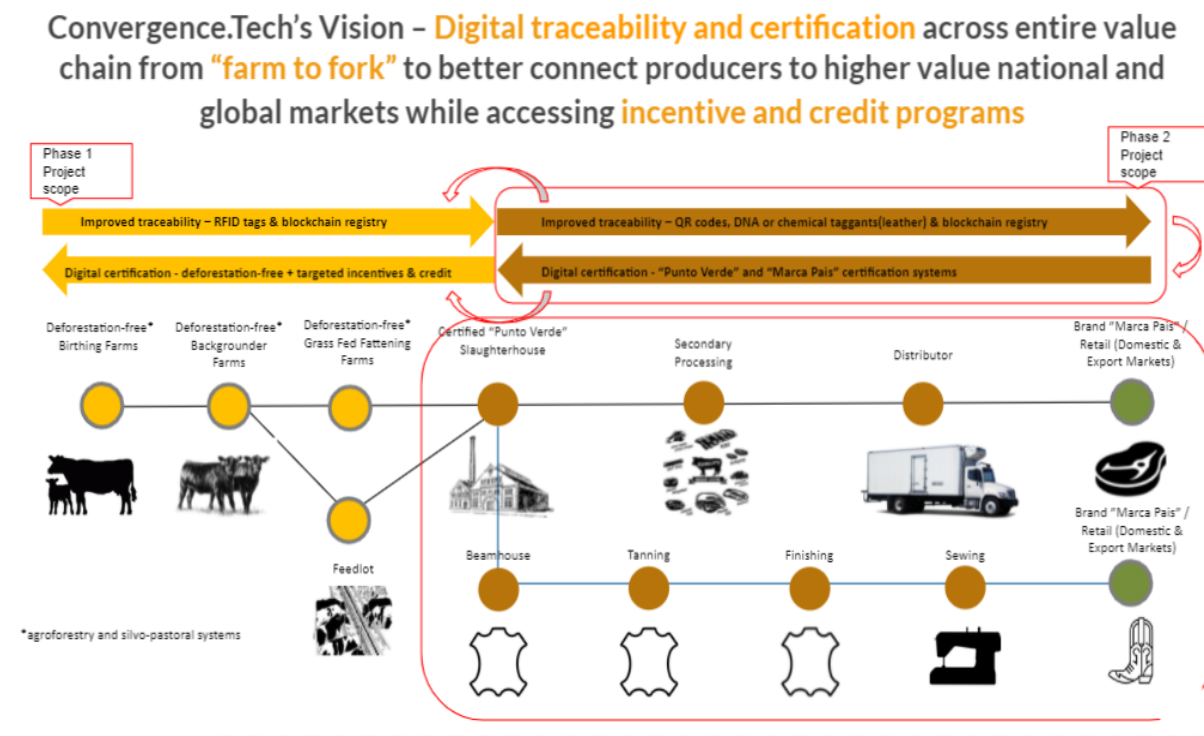 Convergence.Tech's Vision – Digital traceability and certification across entire value
chain from "farm to fork" to better connect producers to higher value national and
global markets while accessing incentive and credit programs
Phase 1
Project
scope
Phase 2
Project
scope
Improved traceability – RFID tags & blockchain registry
Improved traceability – QR codes, DNA or chemical taggants(leather) & blockchain registry
Digital certification - deforestation-free + targeted incentives & credit
Digital certification - "Punto Verde" and "Marca Pais" certification systems
Deforestation-free*
Birthing Farms
Deforestation-free*
Backgrounder
Farms
Deforestation-free*
Grass Fed Fattening
Farms
Certified "Punto Verde"
Slaughterhouse
Secondary
Processing
Distributor
Brand "Marca Pais" /
Retail (Domestic &
Export Markets)
Brand "Marca Pais" /
Retail (Domestic &
Export Markets)
Feedlot
Beamhouse
Tanning
Finishing
Sewing
*agroforestry and silvo-pastoral systems